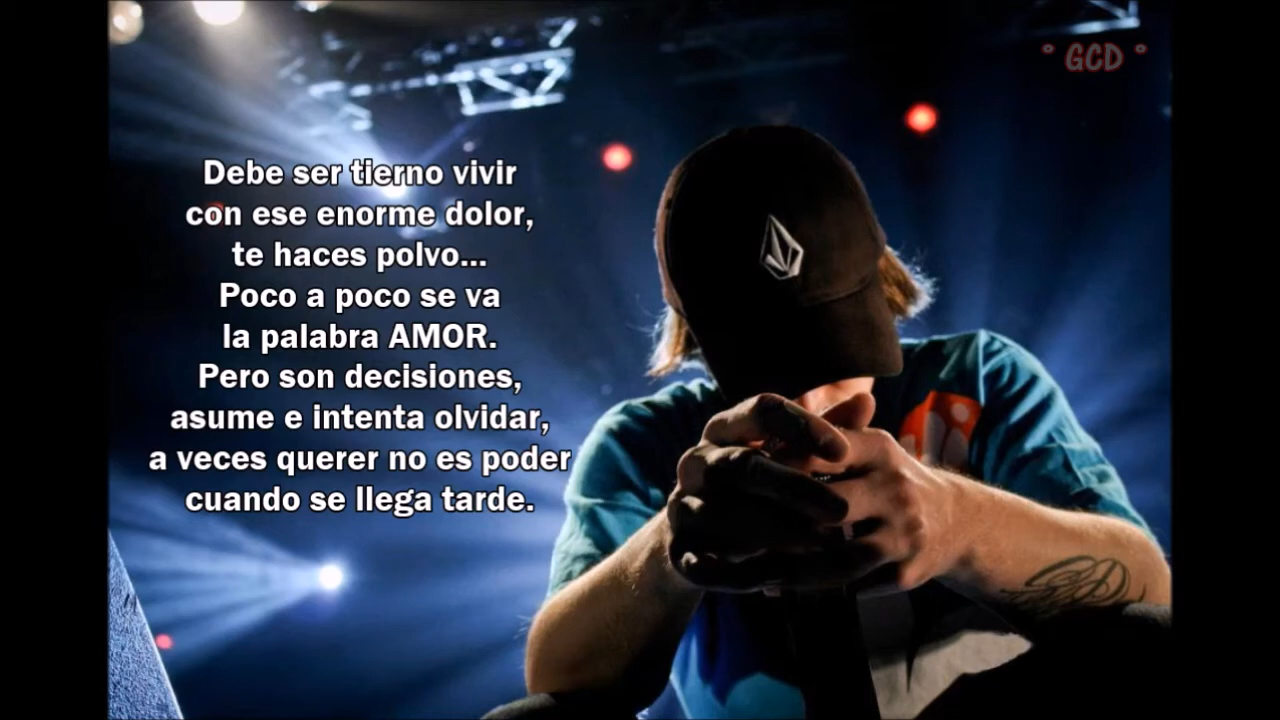 ° GCD °
Debe ser tierno vivir
con ese enorme dolor,
te haces polvo...
Poco a poco se va
la palabra AMOR.
Pero son decisiones,
asume e intenta olvidar,
a veces querer no es poder
cuando se llega tarde.